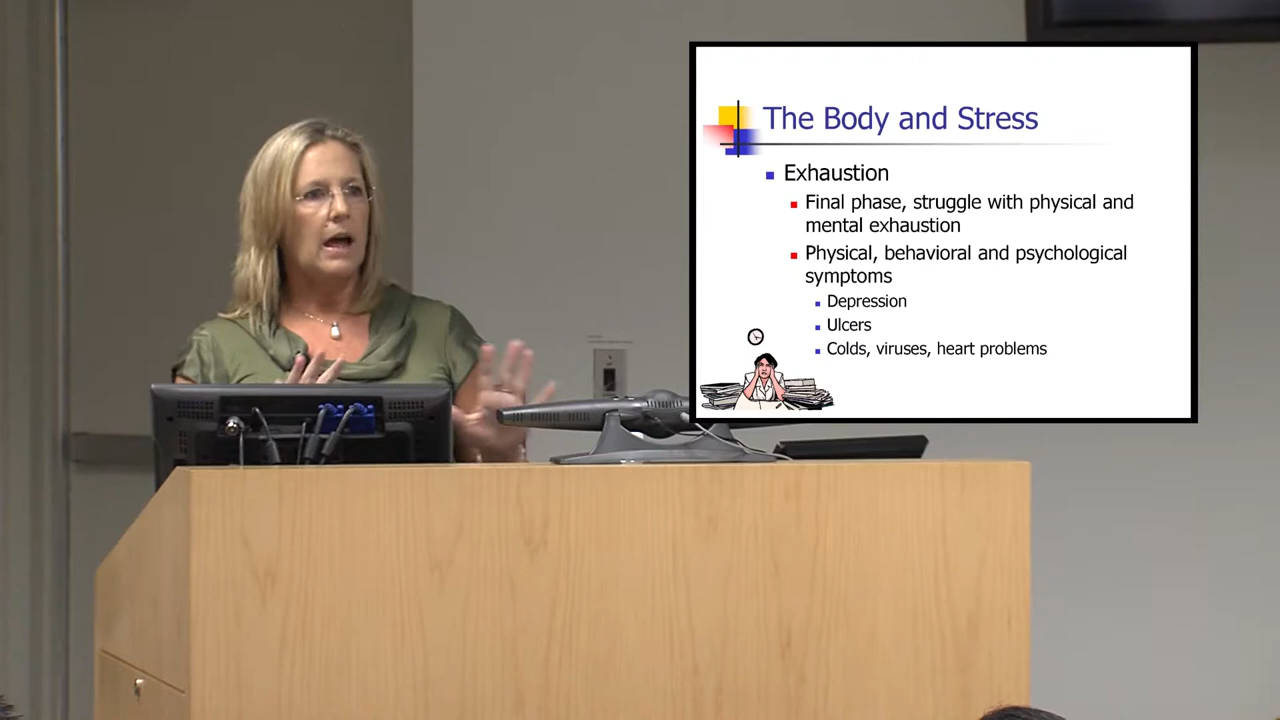 The Body and Stress
Exhaustion
Final phase, struggle with physical and
mental exhaustion
Physical, behavioral and psychological
symptoms
Depression
Ulcers
Colds, viruses, heart problems